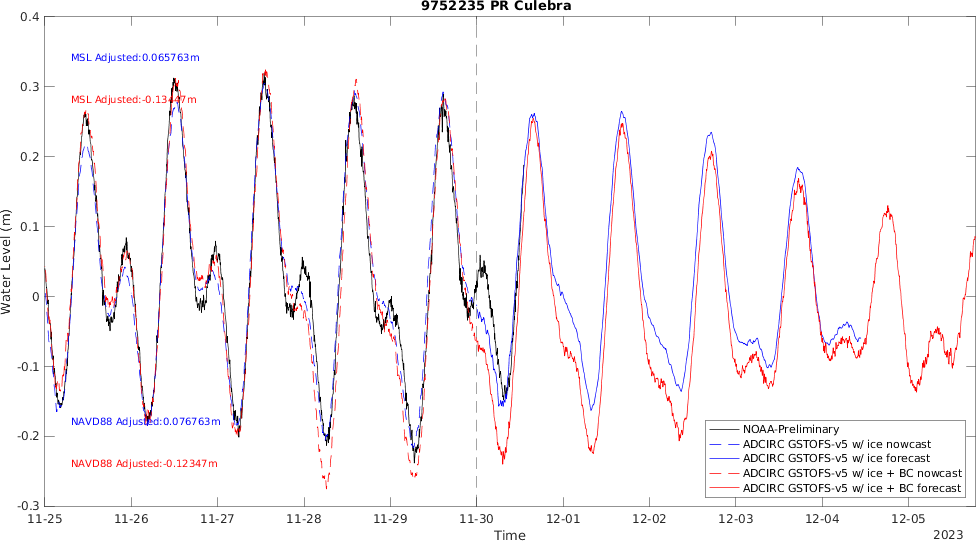 9752235 PR Culebra
0.4
0.3
0.2
0.1
0
-0.1
-0.2
-0.3
Water Level (m)
MSL Adjusted:0.065763m
MSL Adjusted:-0.13447m
NAVD88 Adjusted:0.076763m
NAVD88 Adjusted:-0.12347m
NOAA-Preliminary
ADCIRC GSTOFS-v5 w/ ice nowcast
ADCIRC GSTOFS-v5 w/ ice forecast
ADCIRC GSTOFS-v5 w/ ice + BC nowcast
ADCIRC GSTOFS-v5 w/ ice + BC forecast
11-25 11-26 11-27 11-28 11-29 11-30 12-01 12-02 12-03 12-04 12-05
Time
2023